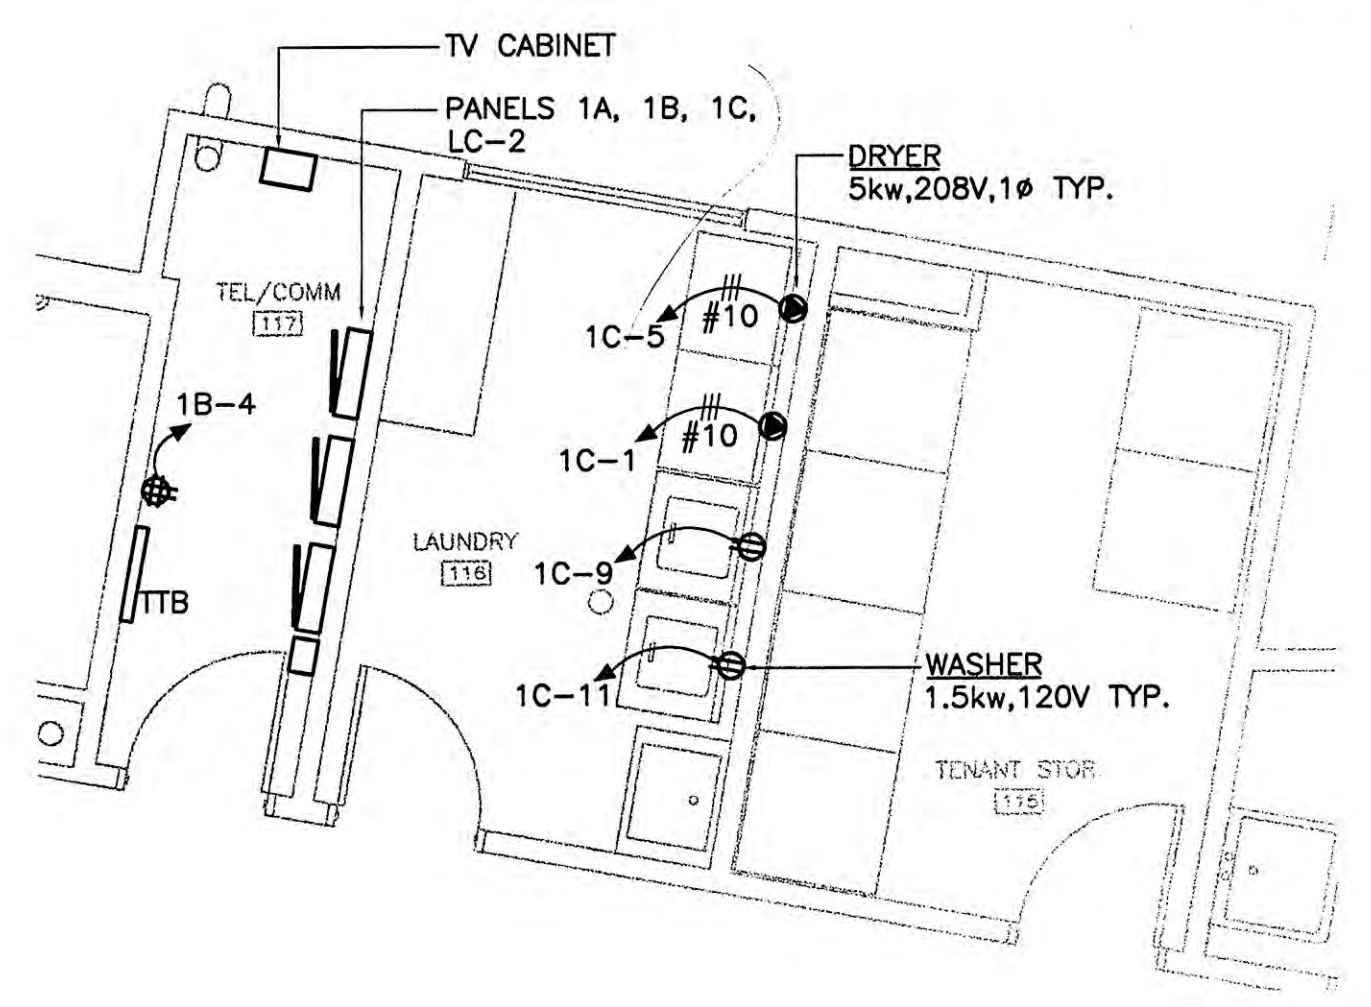 TV CABINET
PANELS 1A, 1B, 1C,
LC-2
DRYER
5kw,208V,1ø TYP.
TEL/COMM
117
#10
1C-5
1B-4
#10
1C-1
LAUNDRY
116
1C-9
TTB
WASHER
1.5kw,120V TYP.
1C-11
TENANT STOR
115